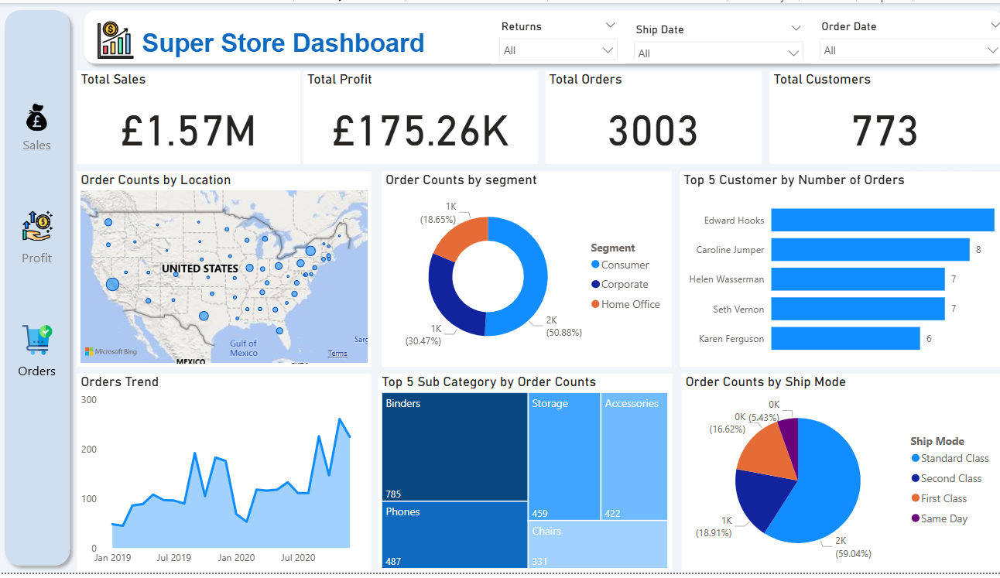 Super Store Dashboard
Returns
All
Ship Date
All
Order Date
All
Sales
Profit
Orders
Total Sales
£1.57M
Total Profit
£175.26K
Total Orders
3003
Total Customers
773
Order Counts by Location
UNITED STATES
Gulf of
Mexico
MEXICO
Microsoft Bing
Terms
Order Counts by segment
1K
(18.65%)
1K
(30.47%)
2K
(50.88%)
Segment
Consumer
Corporate
Home Office
Top 5 Customer by Number of Orders
Edward Hooks
Caroline Jumper 8
Helen Wasserman 7
Seth Vernon 7
Karen Ferguson 6
Orders Trend
300
200
100
0
Jan 2019 Jul 2019 Jan 2020 Jul 2020
Top 5 Sub Category by Order Counts
Binders
785
Phones
487
Storage
459
Accessories
422
Chairs
331
Order Counts by Ship Mode
0K
(5.43%)
0K
(16.62%)
1K
(18.91%)
2K
(59.04%)
Ship Mode
Standard Class
Second Class
First Class
Same Day